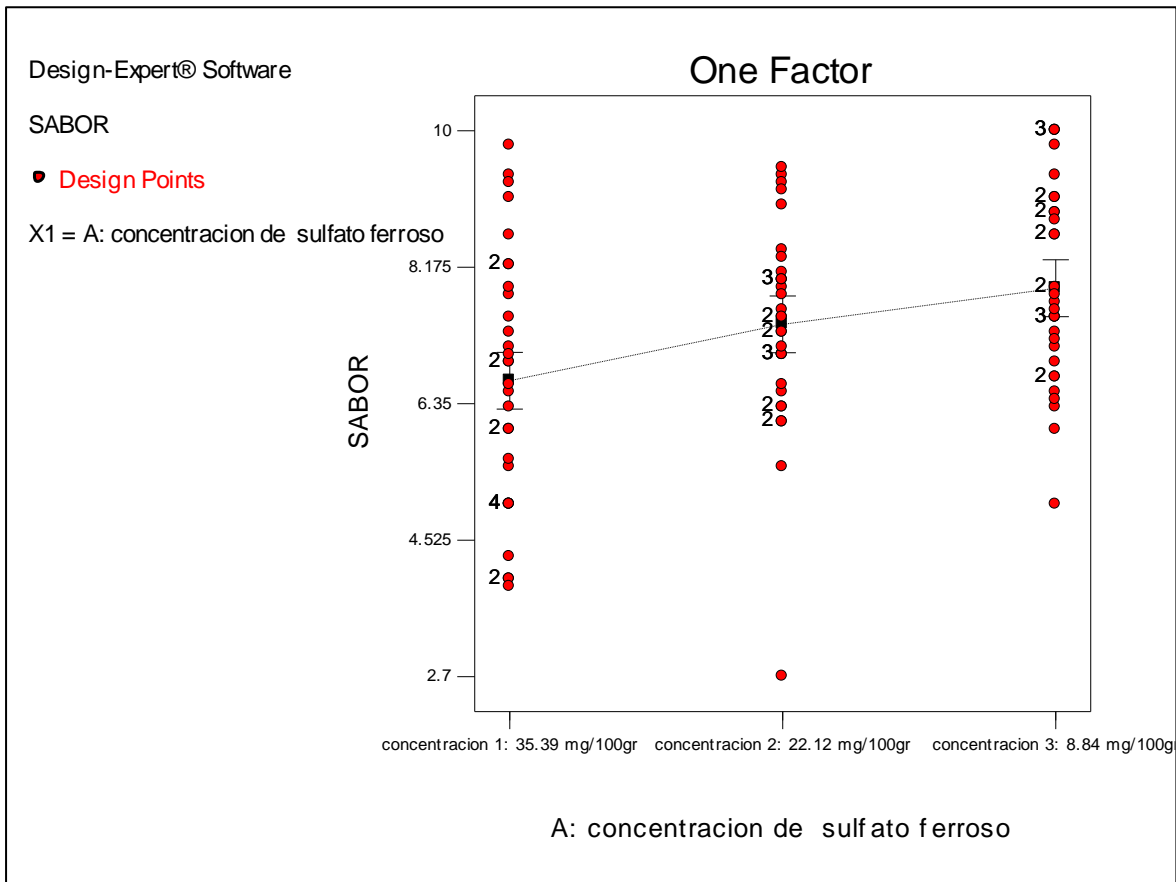 Design-Expert® Software
SABOR
Design Points
X1 = A: concentracion de sulfato ferroso
One Factor
10
8.175
6.35
4.525
2.7
SABOR
2
2
2
4
2
3
2
2
3
2
2
3
2
2
2
2
3
2
concentracion 1: 35.39 mg/100gr concentracion 2: 22.12 mg/100gr concentracion 3: 8.84 mg/100gr
A: concentracion de sulfato ferroso